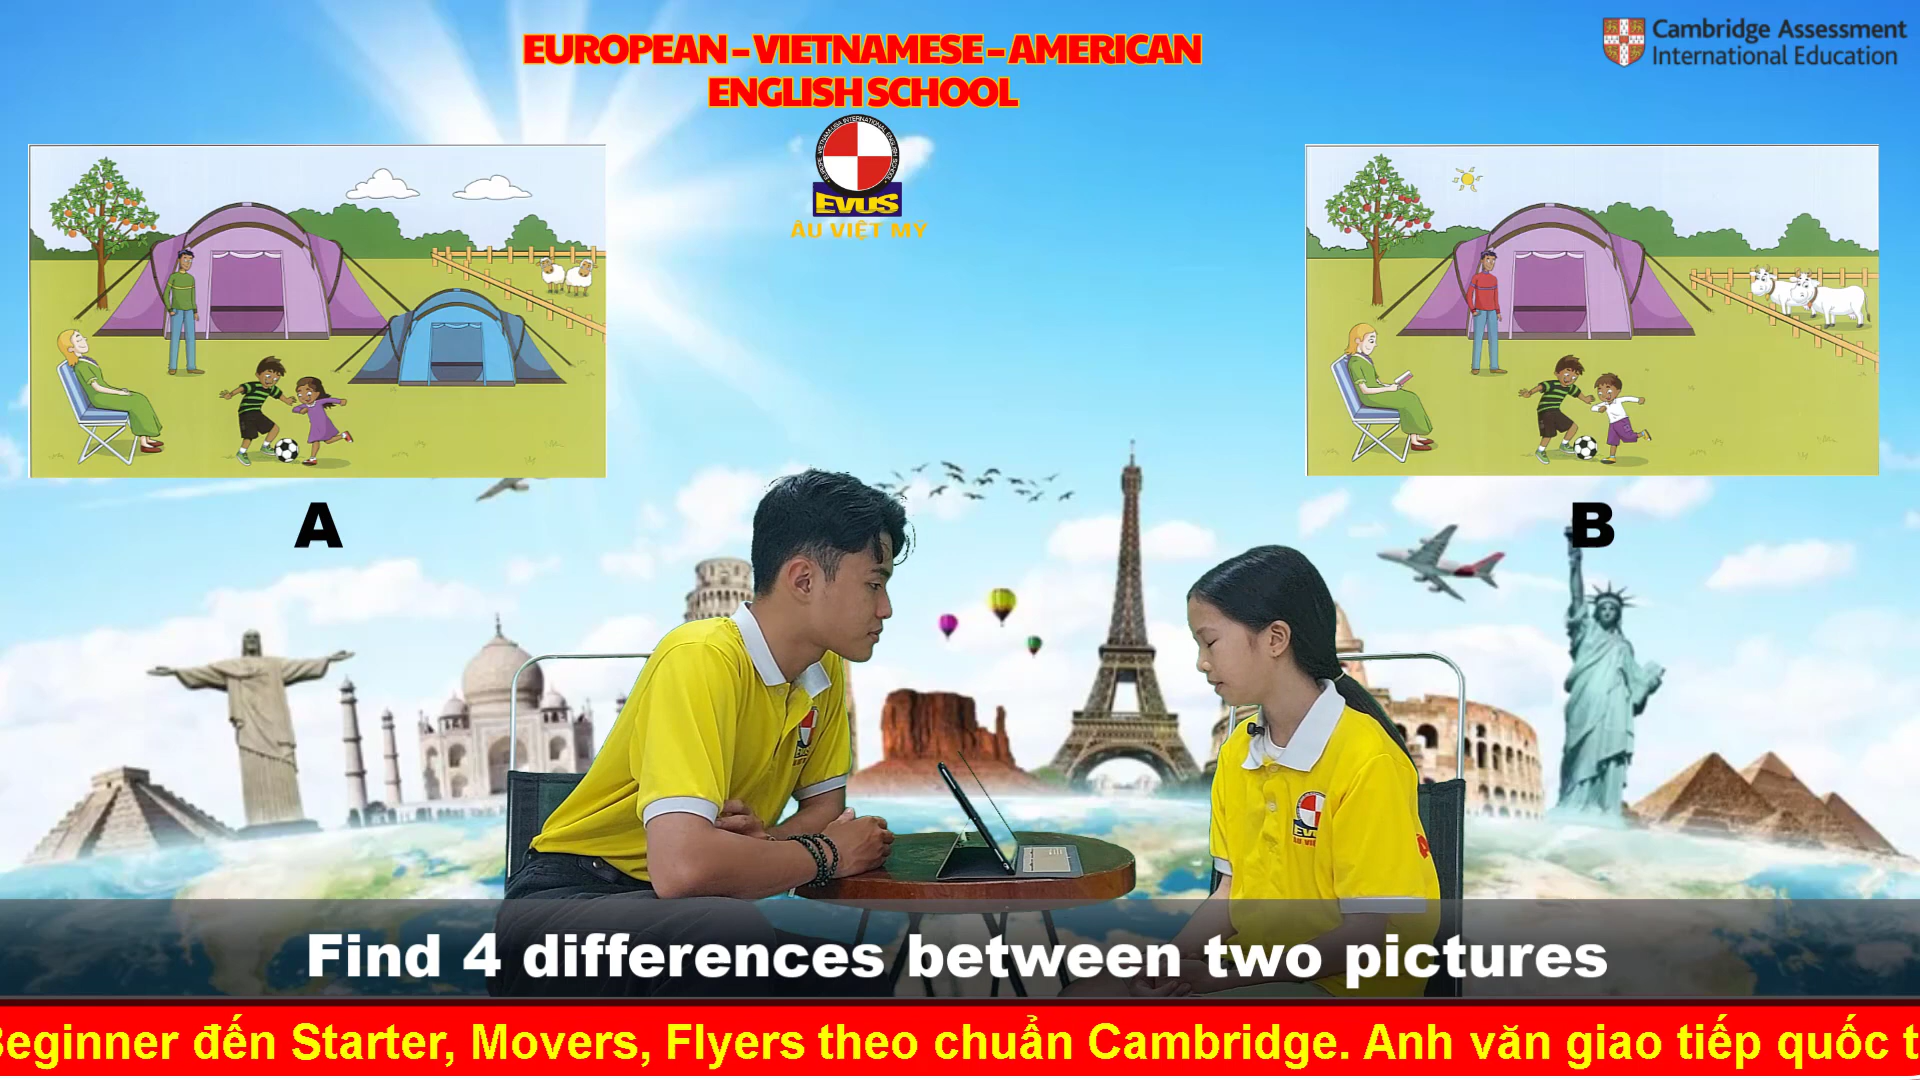 EUROPEAN – VIETNAMESE – AMERICAN
ENGLISH SCHOOL
Cambridge Assessment
International Education
EVUS
ÂU VIỆT MỸ
A
B
Find 4 differences between two pictures
Beginner đến Starter, Movers, Flyers theo chuẩn Cambridge. Anh văn giao tiếp quốc t